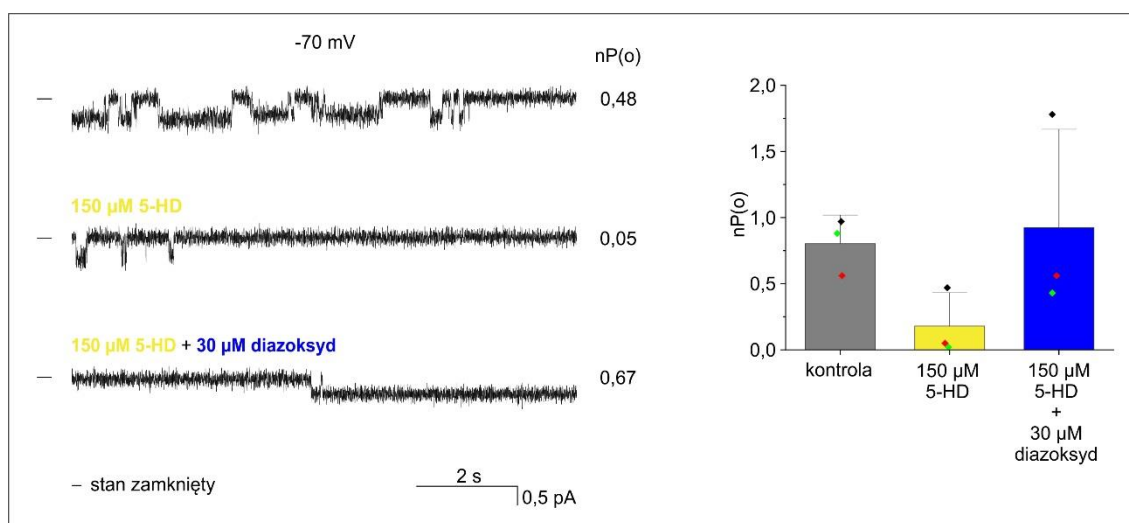 -70 mV
nP(o)
0,48
150 µM 5-HD
0,05
150 µM 5-HD + 30 µM diazoksyd
0,67
– stan zamknięty
2 s
0,5 pA
2,0
1,5
1,0
0,5
0,0
nP(o)
kontrola
150 µM
5-HD
150 µM
5-HD
+
30 µM
diazoksyd